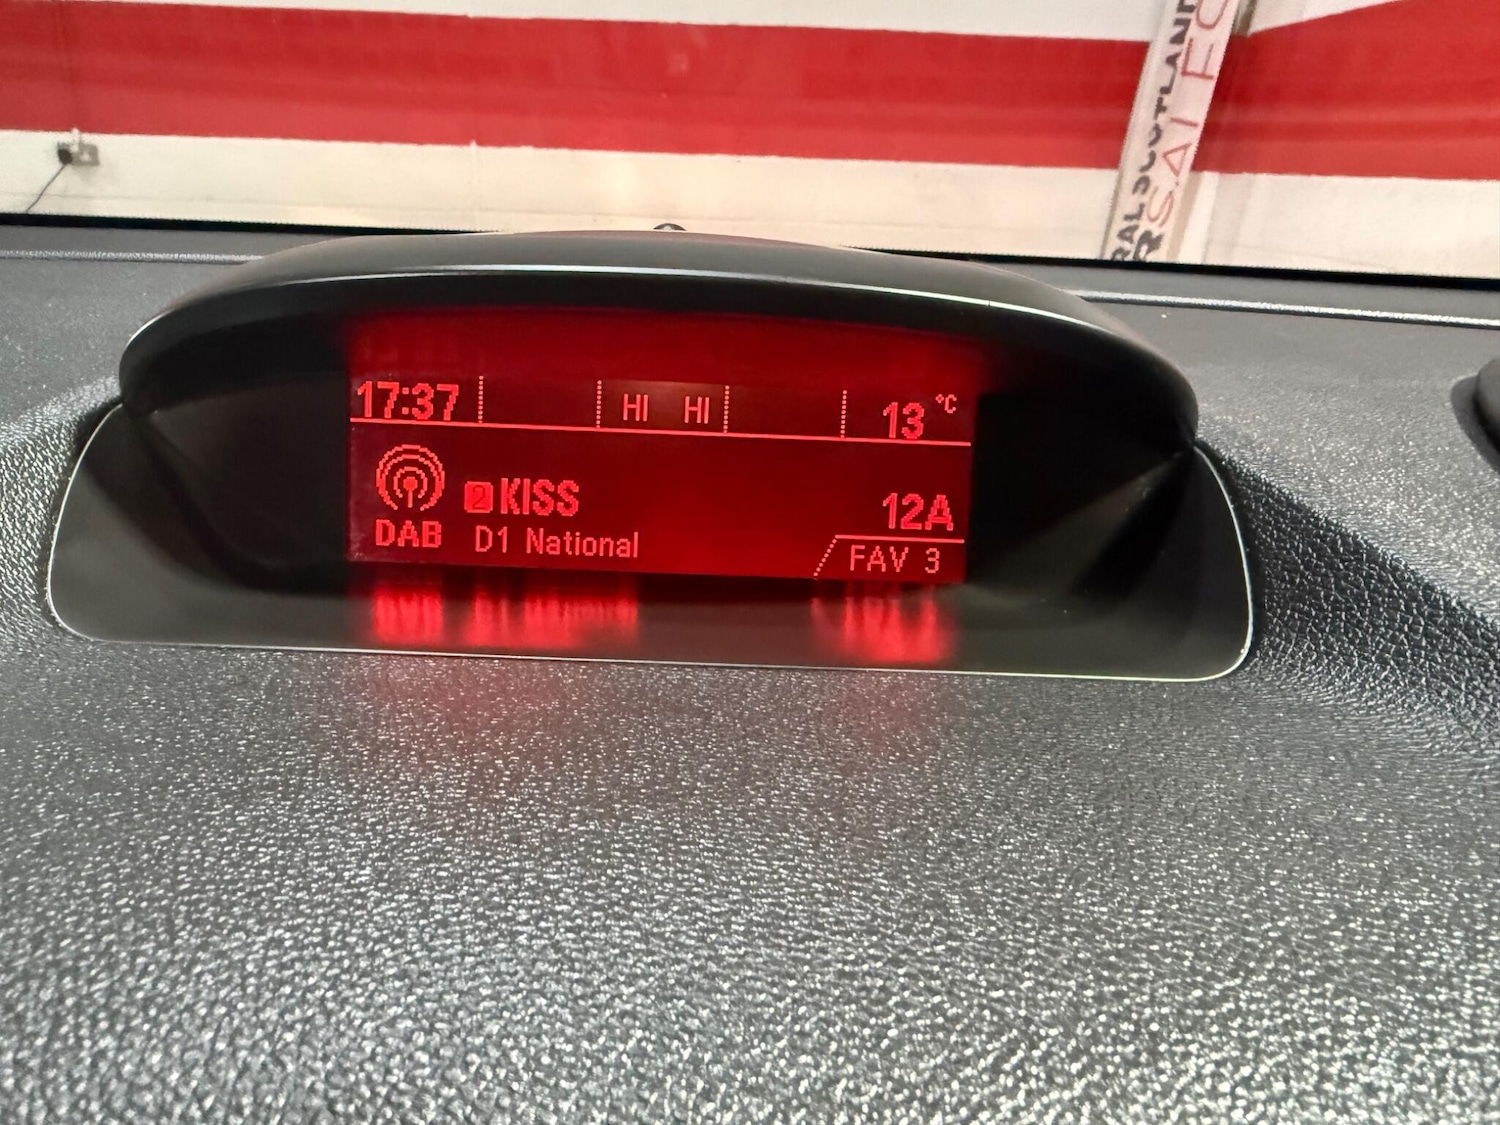 17:37 HI HI 13 °C
2 KISS 12A
DAB D1 National FAV 3